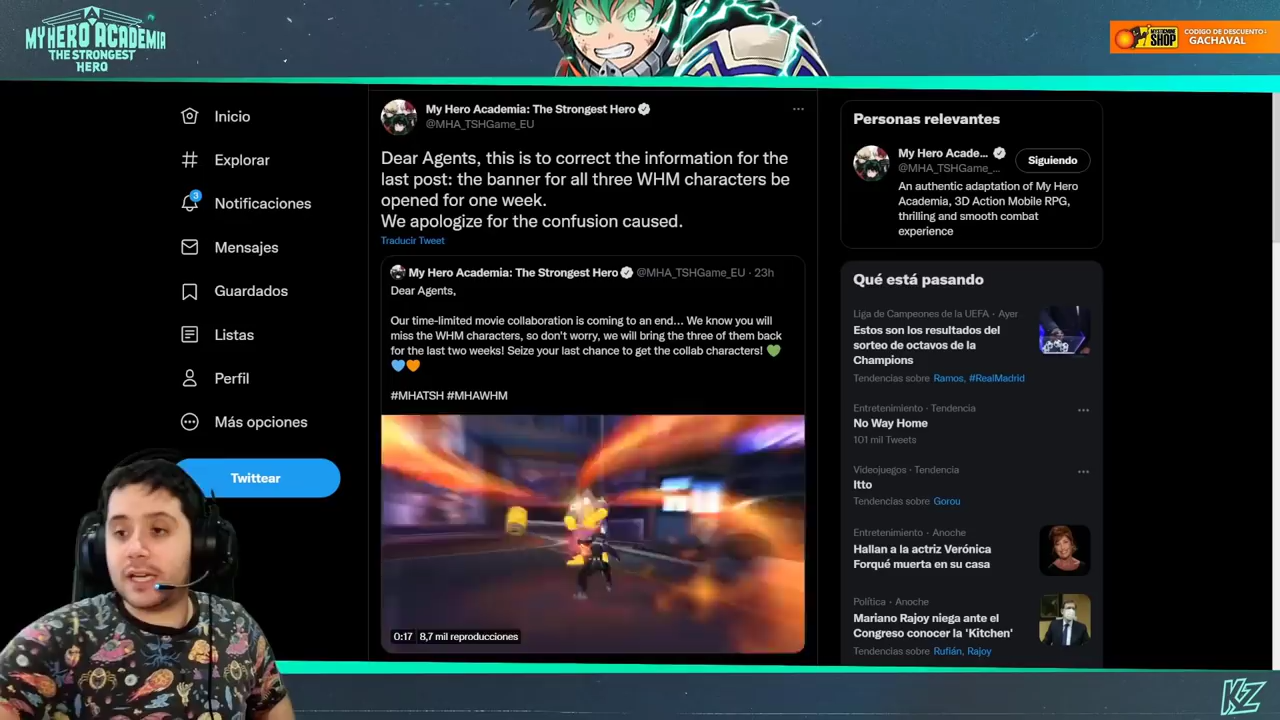 MY HERO ACADEMIA
THE STRONGEST
HERO
MYSTICHINE
SHOP
CODIGO DE DESCUENTO:
GACHAVAL
Inicio
Explorar
3
Notificaciones
Mensajes
Guardados
Listas
Perfil
Más opciones
Twittear
My Hero Academia: The Strongest Hero
@MHA_TSHGame_EU
Dear Agents, this is to correct the information for the
last post: the banner for all three WHM characters be
opened for one week.
We apologize for the confusion caused.
Traducir Tweet
My Hero Academia: The Strongest Hero @MHA_TSHGame_EU · 23h
Dear Agents,
Our time-limited movie collaboration is coming to an end... We know you will
miss the WHM characters, so don't worry, we will bring the three of them back
for the last two weeks! Seize your last chance to get the collab characters! 💚
💙🧡
#MHATSH #MHAWHM
0:17 8,7 mil reproducciones
Personas relevantes
My Hero Acade...
@MHA_TSHGame_...
Siguiendo
An authentic adaptation of My Hero
Academia, 3D Action Mobile RPG,
thrilling and smooth combat
experience
Qué está pasando
Liga de Campeones de la UEFA · Ayer
Estos son los resultados del
sorteo de octavos de la
Champions
Tendencias sobre Ramos, #RealMadrid
Entretenimiento · Tendencia
No Way Home
101 mil Tweets
Videojuegos · Tendencia
Itto
Tendencias sobre Gorou
Entretenimiento · Anoche
Hallan a la actriz Verónica
Forqué muerta en su casa
Política · Anoche
Mariano Rajoy niega ante el
Congreso conocer la 'Kitchen'
Tendencias sobre Rufián, Rajoy
KZ